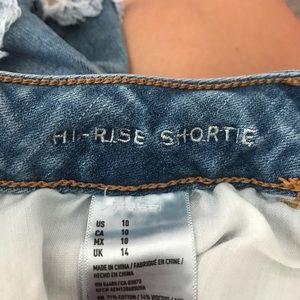 HI-RISE SHORTIE
US 10
CA 10
MX 10
UK 14
MADE IN CHINA / FABRIQUÉ EN CHINE /
HECHO EN CHINA